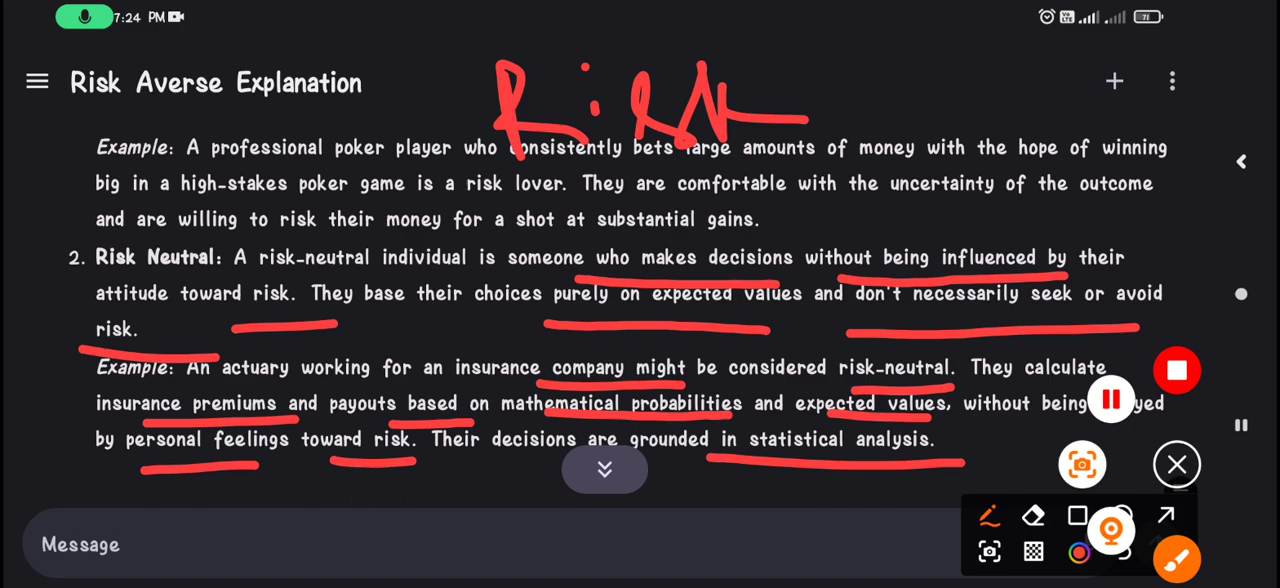 7:24 PM
VoLTE
71
Risk Averse Explanation
Risk
Example: A professional poker player who consistently bets large amounts of money with the hope of winning
big in a high-stakes poker game is a risk lover. They are comfortable with the uncertainty of the outcome
and are willing to risk their money for a shot at substantial gains.
2. Risk Neutral: A risk-neutral individual is someone who makes decisions without being influenced by their
attitude toward risk. They base their choices purely on expected values and don't necessarily seek or avoid
risk.
Example: An actuary working for an insurance company might be considered risk-neutral. They calculate
insurance premiums and payouts based on mathematical probabilities and expected values, without being
by personal feelings toward risk. Their decisions are grounded in statistical analysis.
Message